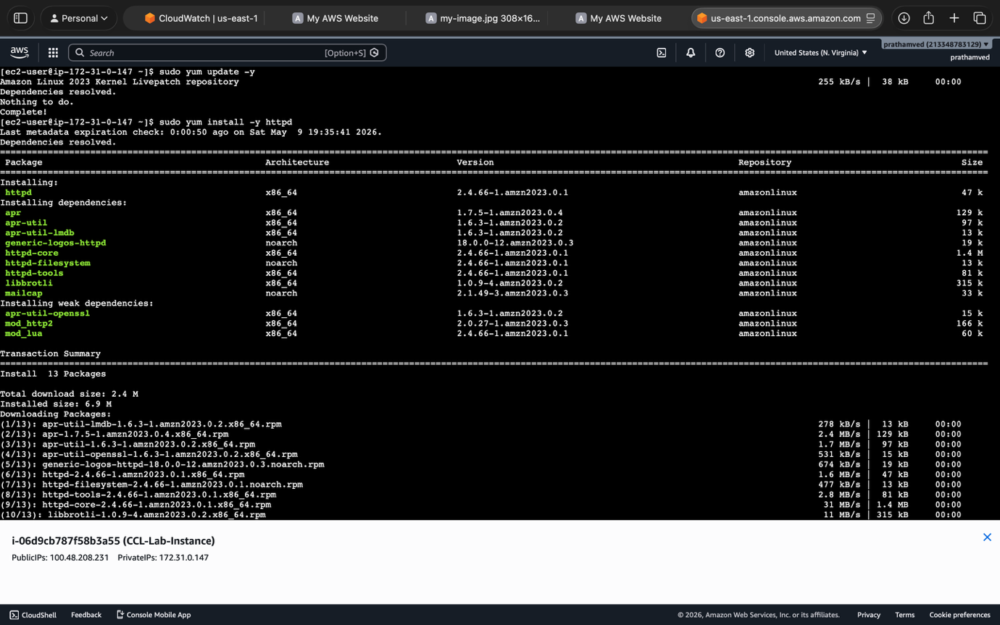 Personal
CloudWatch | us-east-1
My AWS Website
my-image.jpg 308×16...
My AWS Website
us-east-1.console.aws.amazon.com
aws
Search [Option+S]
United States (N. Virginia)
prathamved (213348783129)
prathamved
[ec2-user@ip-172-31-0-147 ~]$ sudo yum update -y
Amazon Linux 2023 Kernel Livepatch repository 255 kB/s | 38 kB 00:00
Dependencies resolved.
Nothing to do.
Complete!
[ec2-user@ip-172-31-0-147 ~]$ sudo yum install -y httpd
Last metadata expiration check: 0:00:50 ago on Sat May 9 19:35:41 2026.
Dependencies resolved.
Package Architecture Version Repository Size
Installing:
httpd x86_64 2.4.66-1.amzn2023.0.1 amazonlinux 47 k
Installing dependencies:
apr x86_64 1.7.5-1.amzn2023.0.4 amazonlinux 129 k
apr-util x86_64 1.6.3-1.amzn2023.0.2 amazonlinux 97 k
apr-util-lmdb x86_64 1.6.3-1.amzn2023.0.2 amazonlinux 13 k
generic-logos-httpd noarch 18.0.0-12.amzn2023.0.3 amazonlinux 19 k
httpd-core x86_64 2.4.66-1.amzn2023.0.1 amazonlinux 1.4 M
httpd-filesystem noarch 2.4.66-1.amzn2023.0.1 amazonlinux 13 k
httpd-tools x86_64 2.4.66-1.amzn2023.0.1 amazonlinux 81 k
libbrotli x86_64 1.0.9-4.amzn2023.0.2 amazonlinux 315 k
mailcap noarch 2.1.49-3.amzn2023.0.3 amazonlinux 33 k
Installing weak dependencies:
apr-util-openssl x86_64 1.6.3-1.amzn2023.0.2 amazonlinux 15 k
mod_http2 x86_64 2.0.27-1.amzn2023.0.3 amazonlinux 166 k
mod_lua x86_64 2.4.66-1.amzn2023.0.1 amazonlinux 60 k
Transaction Summary
Install 13 Packages
Total download size: 2.4 M
Installed size: 6.9 M
Downloading Packages:
(1/13): apr-util-lmdb-1.6.3-1.amzn2023.0.2.x86_64.rpm 278 kB/s | 13 kB 00:00
(2/13): apr-1.7.5-1.amzn2023.0.4.x86_64.rpm 2.4 MB/s | 129 kB 00:00
(3/13): apr-util-1.6.3-1.amzn2023.0.2.x86_64.rpm 1.7 MB/s | 97 kB 00:00
(4/13): apr-util-openssl-1.6.3-1.amzn2023.0.2.x86_64.rpm 531 kB/s | 15 kB 00:00
(5/13): generic-logos-httpd-18.0.0-12.amzn2023.0.3.noarch.rpm 674 kB/s | 19 kB 00:00
(6/13): httpd-2.4.66-1.amzn2023.0.1.x86_64.rpm 1.6 MB/s | 47 kB 00:00
(7/13): httpd-filesystem-2.4.66-1.amzn2023.0.1.noarch.rpm 477 kB/s | 13 kB 00:00
(8/13): httpd-tools-2.4.66-1.amzn2023.0.1.x86_64.rpm 2.8 MB/s | 81 kB 00:00
(9/13): httpd-core-2.4.66-1.amzn2023.0.1.x86_64.rpm 31 MB/s | 1.4 MB 00:00
(10/13): libbrotli-1.0.9-4.amzn2023.0.2.x86_64.rpm 11 MB/s | 315 kB 00:00
i-06d9cb787f58b3a55 (CCL-Lab-Instance)
PublicIPs: 100.48.208.231 PrivateIPs: 172.31.0.147
CloudShell Feedback Console Mobile App © 2026, Amazon Web Services, Inc. or its affiliates. Privacy Terms Cookie preferences